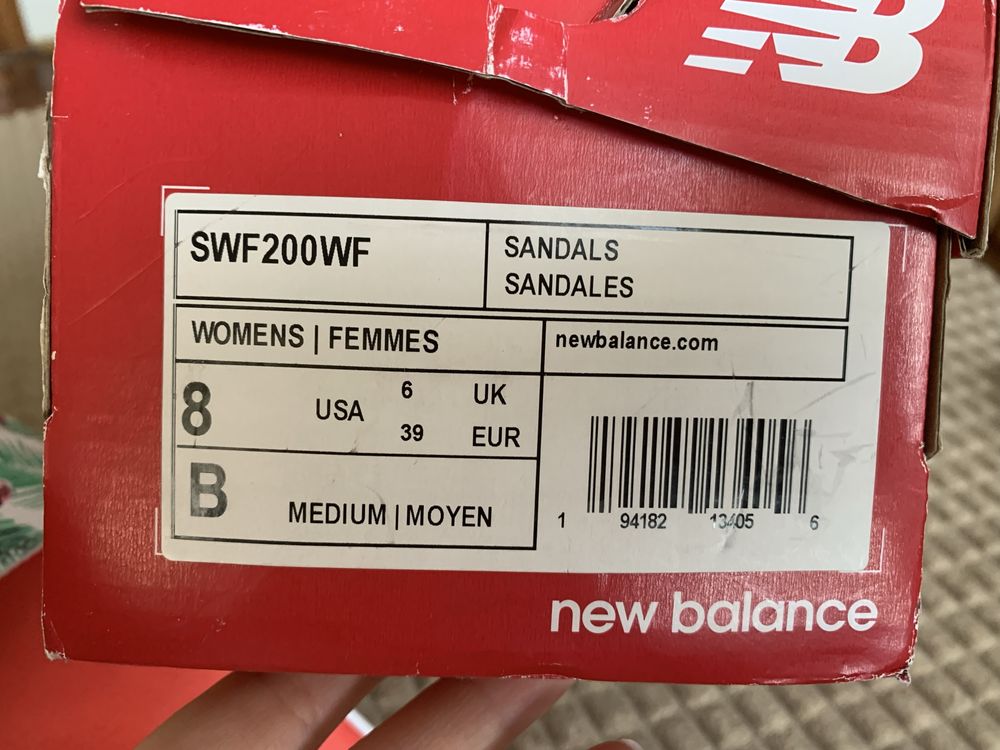 NB
SWF200WF
SANDALS
SANDALES
WOMENS | FEMMES
newbalance.com
8 USA 6 UK
39 EUR
B MEDIUM | MOYEN
1 94182 13405 6
new balance